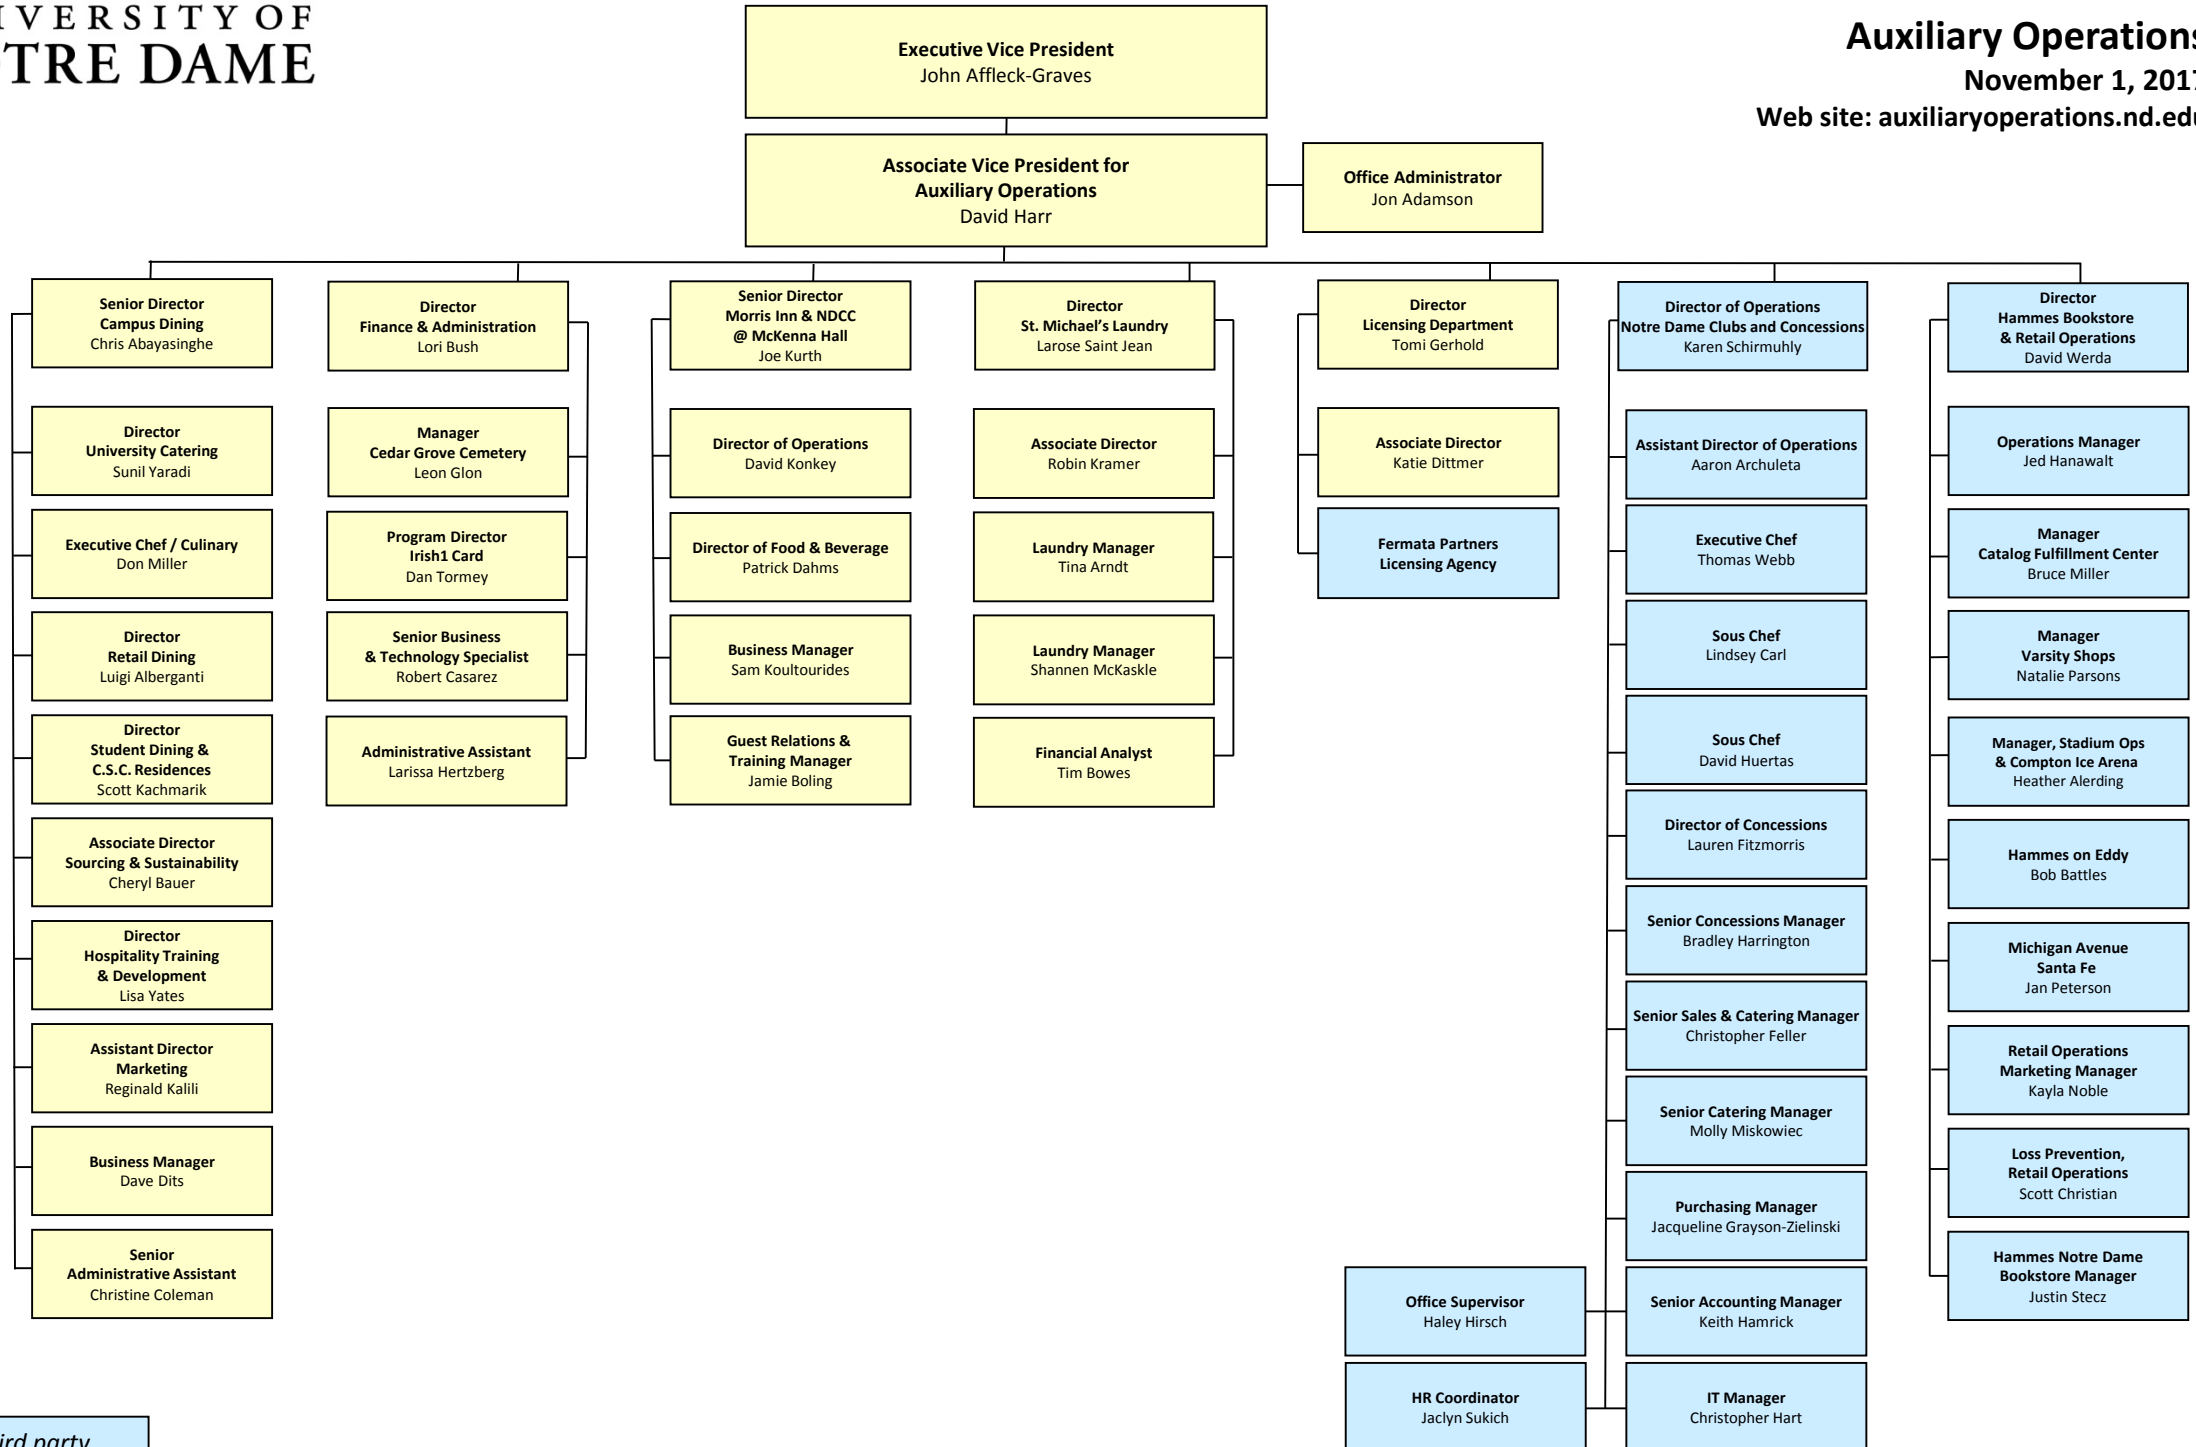 UNIVERSITY OF
NOTRE DAME
Executive Vice President
John Affleck-Graves
Auxiliary Operations
November 1, 2017
Web site: auxiliaryoperations.nd.edu
Associate Vice President for
Auxiliary Operations
David Harr
Office Administrator
Jon Adamson
Senior Director
Campus Dining
Chris Abayasinghe
Director
University Catering
Sunil Yaradi
Executive Chef / Culinary
Don Miller
Director
Retail Dining
Luigi Alberganti
Director
Student Dining &
C.S.C. Residences
Scott Kachmarik
Associate Director
Sourcing & Sustainability
Cheryl Bauer
Director
Hospitality Training
& Development
Lisa Yates
Assistant Director
Marketing
Reginald Kalili
Business Manager
Dave Dits
Senior
Administrative Assistant
Christine Coleman
Director
Finance & Administration
Lori Bush
Manager
Cedar Grove Cemetery
Leon Glon
Program Director
Irish1 Card
Dan Tormey
Senior Business
& Technology Specialist
Robert Casarez
Administrative Assistant
Larissa Hertzberg
Senior Director
Morris Inn & NDCC
@ McKenna Hall
Joe Kurth
Director of Operations
David Konkey
Director of Food & Beverage
Patrick Dahms
Business Manager
Sam Koultourides
Guest Relations &
Training Manager
Jamie Boling
Director
St. Michael’s Laundry
Larose Saint Jean
Associate Director
Robin Kramer
Laundry Manager
Tina Arndt
Laundry Manager
Shannen McKaskle
Financial Analyst
Tim Bowes
Director
Licensing Department
Tomi Gerhold
Associate Director
Katie Dittmer
Fermata Partners
Licensing Agency
Director of Operations
Notre Dame Clubs and Concessions
Karen Schirmuhly
Assistant Director of Operations
Aaron Archuleta
Executive Chef
Thomas Webb
Sous Chef
Lindsey Carl
Sous Chef
David Huertas
Director of Concessions
Lauren Fitzmorris
Senior Concessions Manager
Bradley Harrington
Senior Sales & Catering Manager
Christopher Feller
Senior Catering Manager
Molly Miskowiec
Purchasing Manager
Jacqueline Grayson-Zielinski
Office Supervisor
Haley Hirsch
Senior Accounting Manager
Keith Hamrick
HR Coordinator
Jaclyn Sukich
IT Manager
Christopher Hart
Director
Hammes Bookstore
& Retail Operations
David Werda
Operations Manager
Jed Hanawalt
Manager
Catalog Fulfillment Center
Bruce Miller
Manager
Varsity Shops
Natalie Parsons
Manager, Stadium Ops
& Compton Ice Arena
Heather Alerding
Hammes on Eddy
Bob Battles
Michigan Avenue
Santa Fe
Jan Peterson
Retail Operations
Marketing Manager
Kayla Noble
Loss Prevention,
Retail Operations
Scott Christian
Hammes Notre Dame
Bookstore Manager
Justin Stecz
party